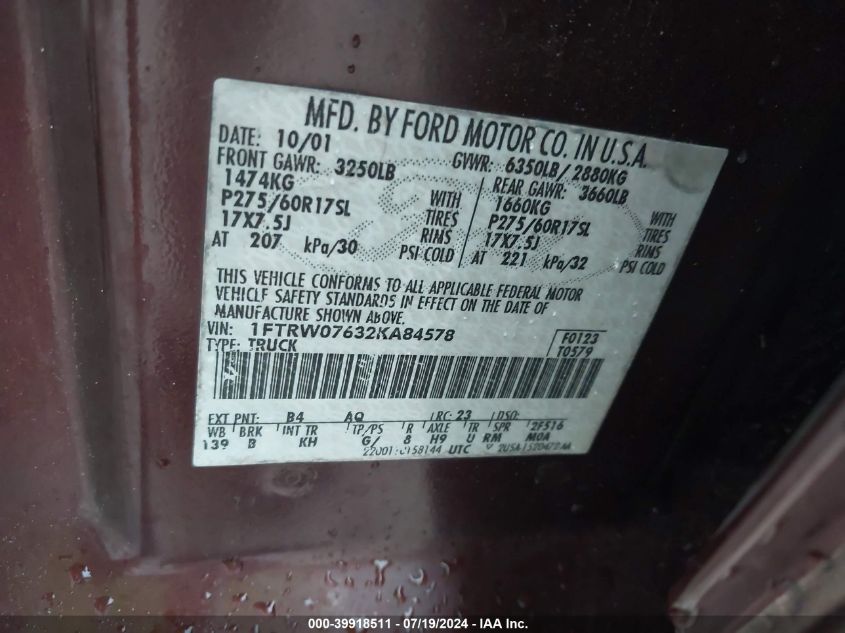 MFD. BY FORD MOTOR CO. IN U.S.A.
DATE: 10/01 GVWR: 6350LB/ 2880KG
FRONT GAWR: 3250LB REAR GAWR: 3660LB
1474KG WITH 1660KG WITH
P275/60R17SL TIRES P275/60R17SL TIRES
17X7.5J RINS 17X7.5J RINS
AT 207 kPa/30 PSI COLD AT 221 kPa/32 PSI COLD
THIS VEHICLE CONFORMS TO ALL APPLICABLE FEDERAL MOTOR
VEHICLE SAFETY STANDARDS IN EFFECT ON THE DATE OF
MANUFACTURE SHOWN ABOVE.
VIN: 1FTRW07632KA84578 F0123
TYPE: TRUCK T0579
EXT PNT: B4 AQ RC: 23 DSO:
WB BRK INT TR TP/PS R AXLE TR SPR 2F516
139 B KH G/ 8 H9 U RM M0A
UTC
000-39918511 / 07/19/2024 - IAA Inc.